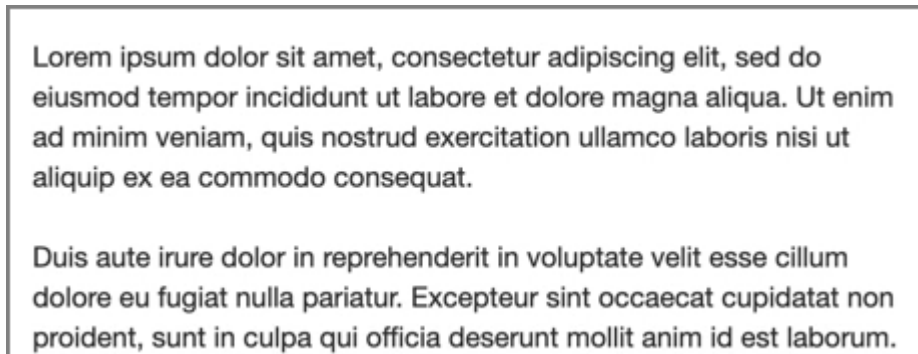 Lorem ipsum dolor sit amet, consectetur adipiscing elit, sed do
eiusmod tempor incididunt ut labore et dolore magna aliqua. Ut enim
ad minim veniam, quis nostrud exercitation ullamco laboris nisi ut
aliquip ex ea commodo consequat.
Duis aute irure dolor in reprehenderit in voluptate velit esse cillum
dolore eu fugiat nulla pariatur. Excepteur sint occaecat cupidatat non
proident, sunt in culpa qui officia deserunt mollit anim id est laborum.